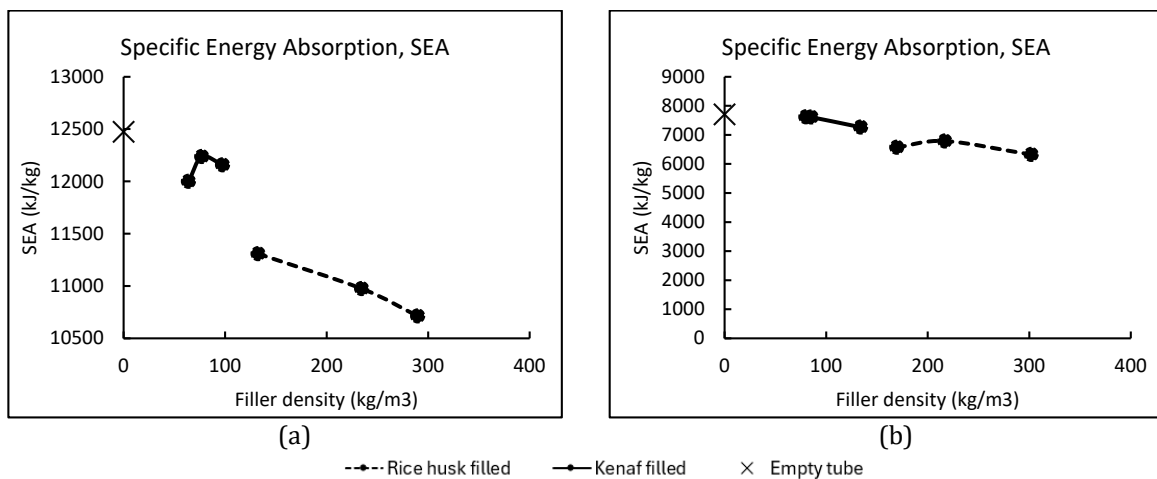 Specific Energy Absorption, SEA
13000
12500
12000
11500
11000
10500
SEA (kJ/kg)
0 100 200 300 400
Filler density (kg/m3)
(a)
Specific Energy Absorption, SEA
9000
8000
7000
6000
5000
4000
3000
2000
1000
0
SEA (kJ/kg)
0 100 200 300 400
Filler density (kg/m3)
(b)
Rice husk filled Kenaf filled Empty tube